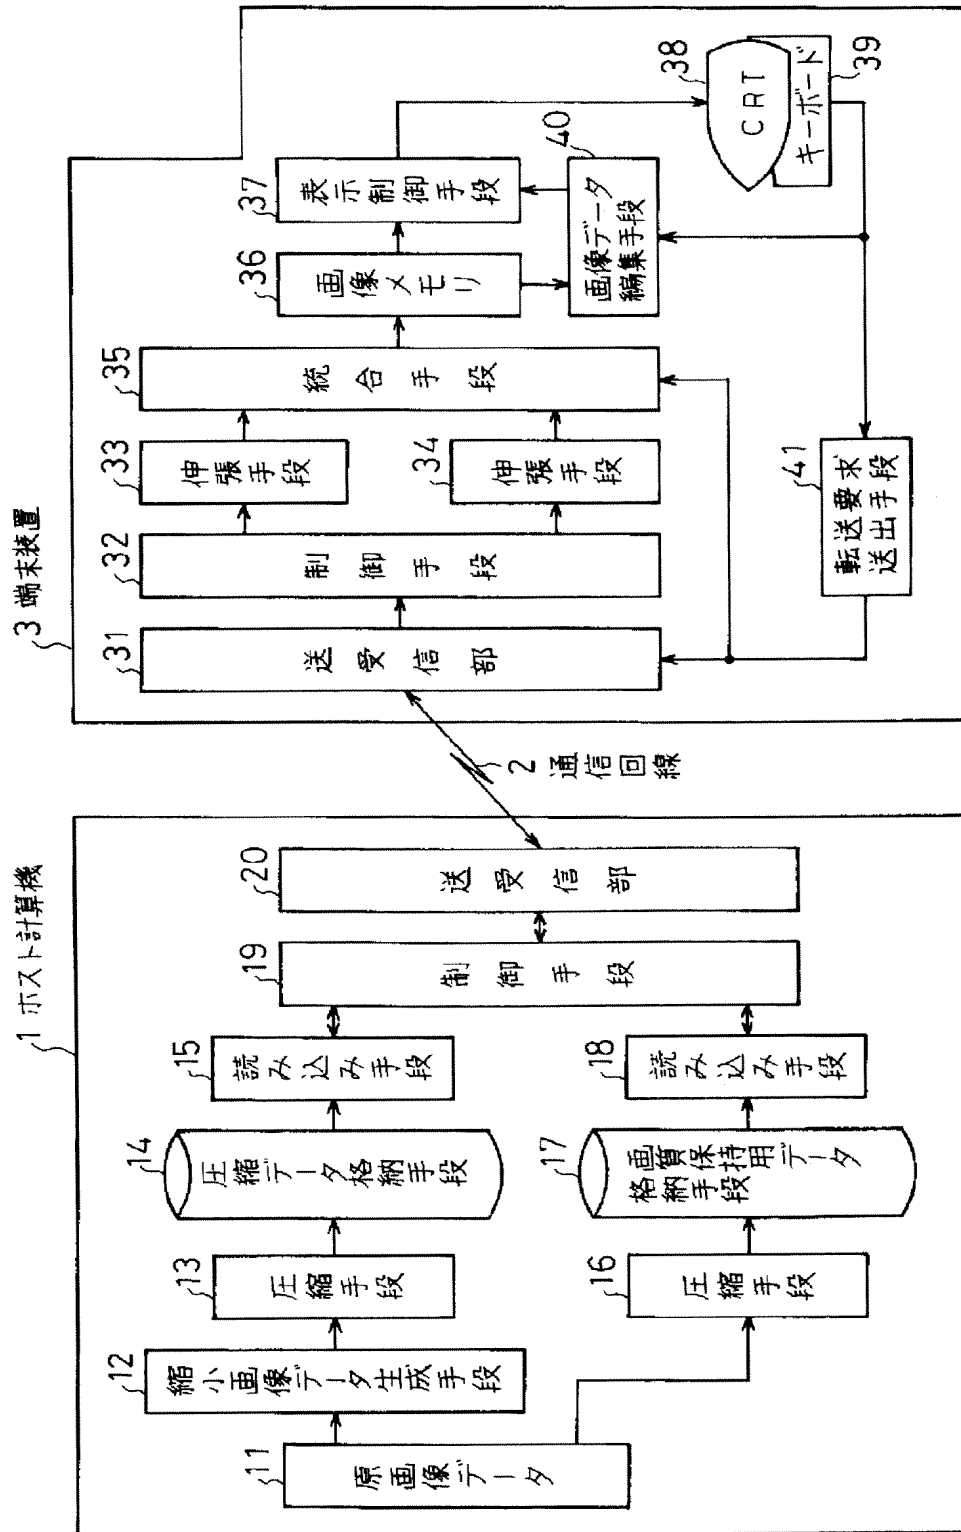 1 ホスト計算機
11
原画像データ
12
縮小画像データ生成手段
13
圧縮手段
14
圧縮データ格納手段
15
読み込み手段
16
圧縮手段
17
画質保持用データ
格納手段
18
読み込み手段
19
制御手段
20
送受信部
2 通信回線
3 端末装置
31
送受信部
32
制御手段
33
伸張手段
34
伸張手段
35
統合手段
36
画像メモリ
37
表示制御手段
38
CRT
キーボード
39
40
画像データ
編集手段
41
転送要求
送出手段